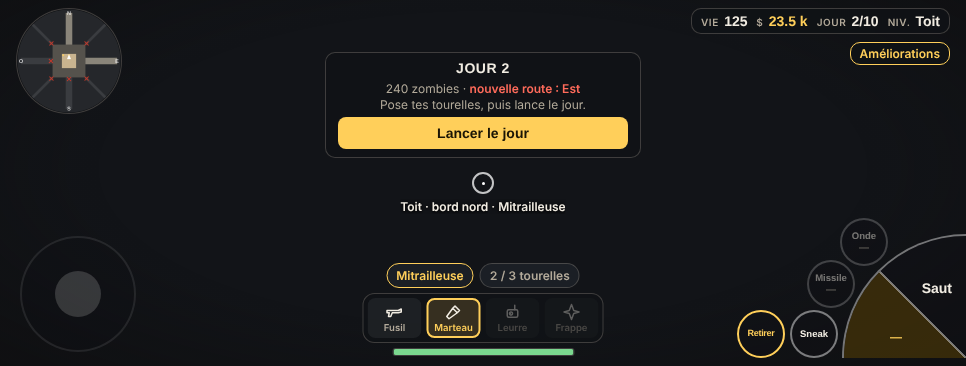 VIE 125 $ 23.5 k JOUR 2/10 NIV. Toit
Améliorations
JOUR 2
240 zombies · nouvelle route : Est
Pose tes tourelles, puis lance le jour.
Lancer le jour
Toit · bord nord · Mitrailleuse
Mitrailleuse
2 / 3 tourelles
Fusil
Marteau
Leurre
Frappe
Onde
—
Missile
—
Saut
Retirer
Sneak
—